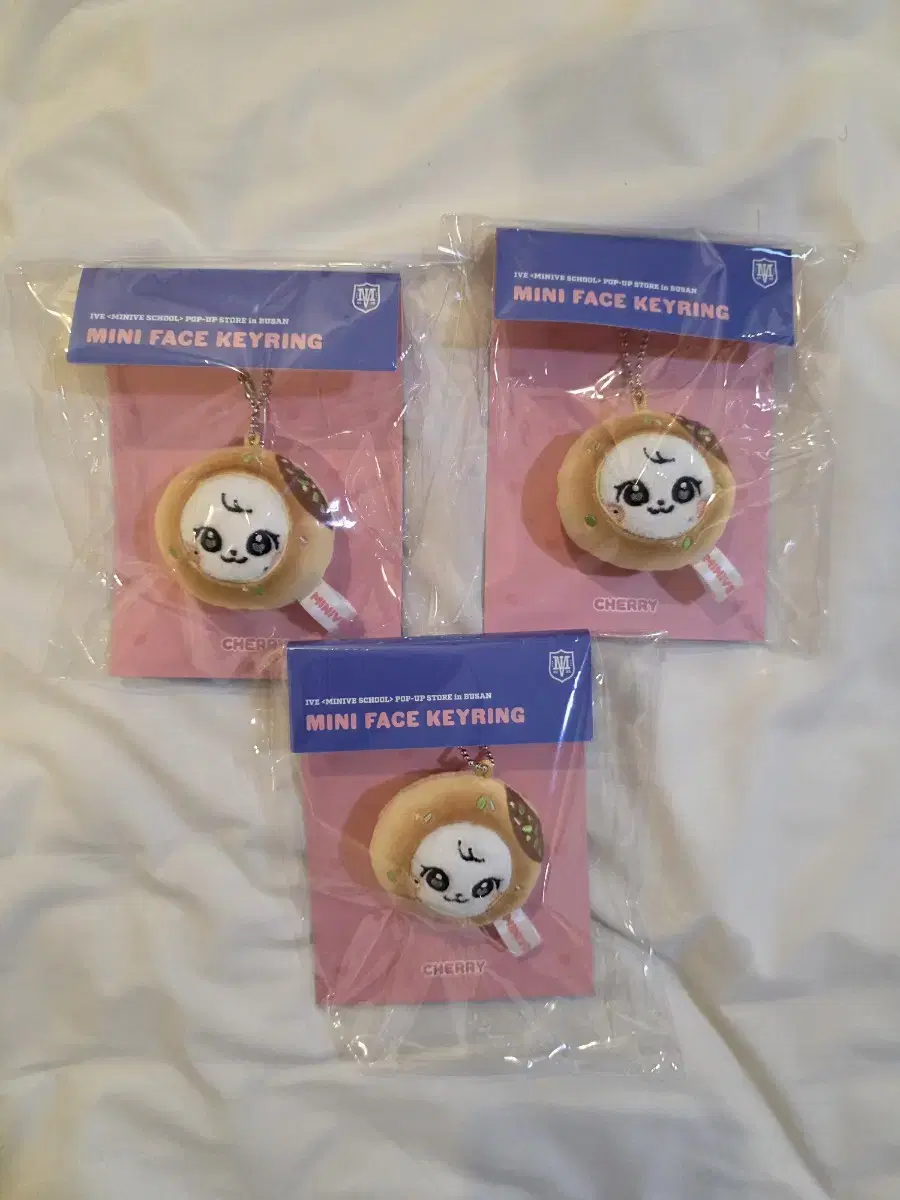 IVE <MINIVE SCHOOL> POP-UP STORE in BUSAN
MINI FACE KEYRING
MINIVE
CHERRY
IVE <MINIVE SCHOOL> POP-UP STORE in BUSAN
MINI FACE KEYRING
MINIVE
CHERRY
IVE <MINIVE SCHOOL> POP-UP STORE in BUSAN
MINI FACE KEYRING
CHERRY